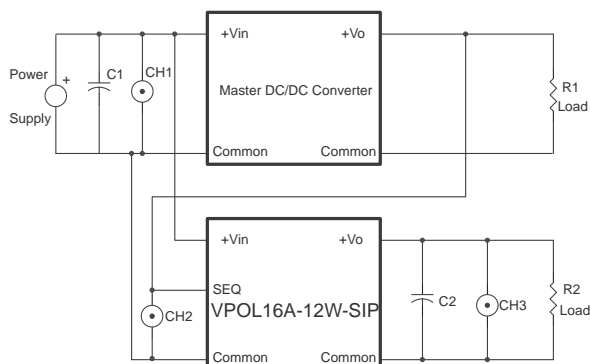 +Vin
+Vo
Power
+
C1
CH1
Master DC/DC Converter
R1
Load
Supply
Common
Common
+Vin
+Vo
SEQ
CH2
VPOL16A-12W-SIP
C2
CH3
R2
Load
Common
Common